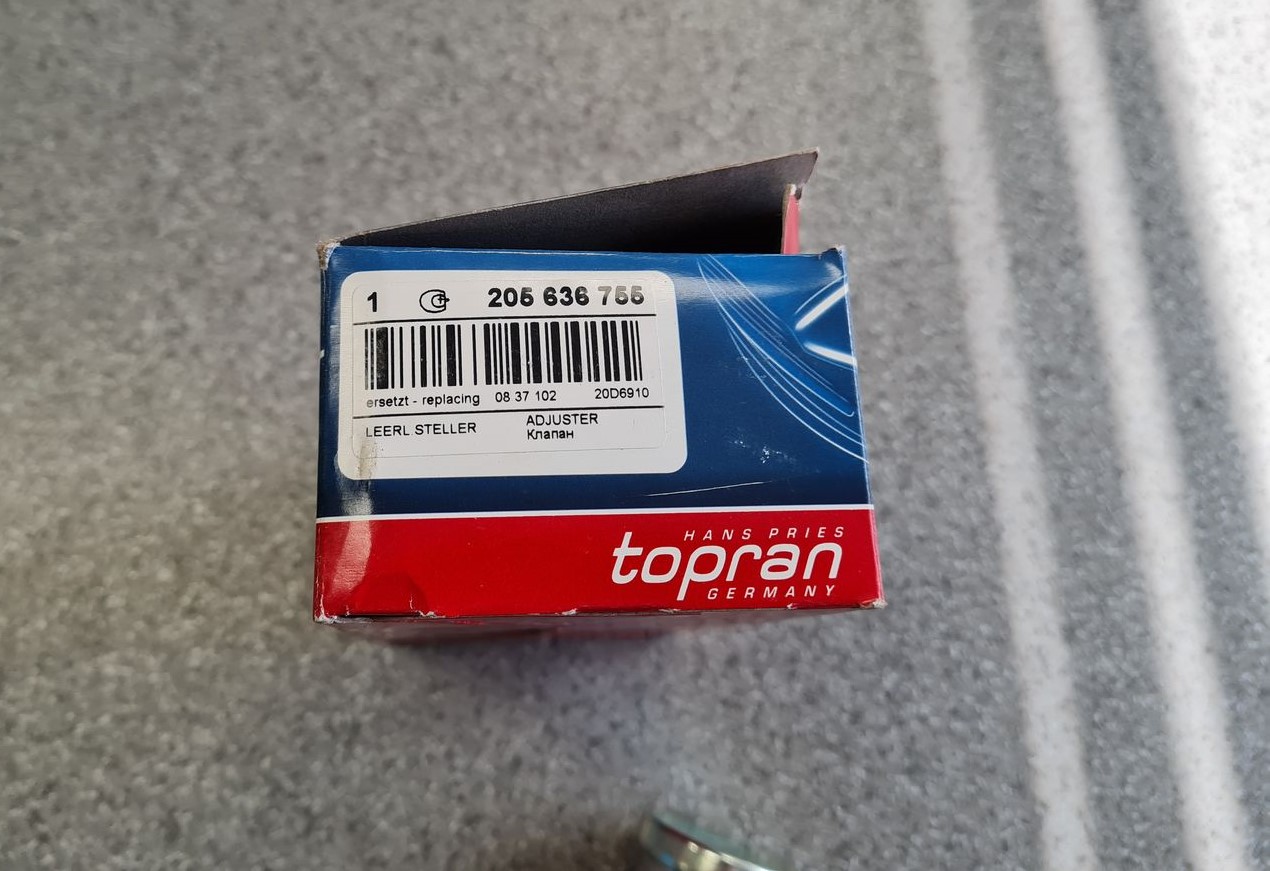 1 205 636 755
ersetzt - replacing 08 37 102 20D6910
LEERL STELLER ADJUSTER
Клапан
HANS PRIES
topran
GERMANY